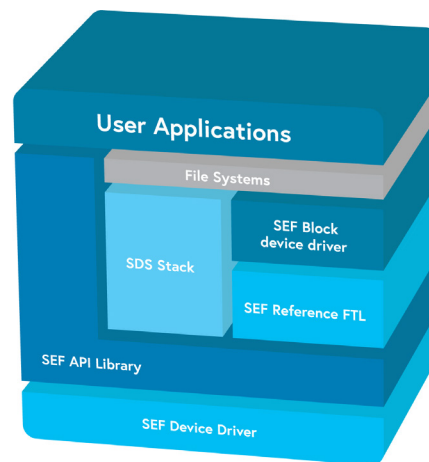 User Applications
File Systems
SEF Block
device driver
SDS Stack
SEF Reference FTL
SEF API Library
SEF Device Driver